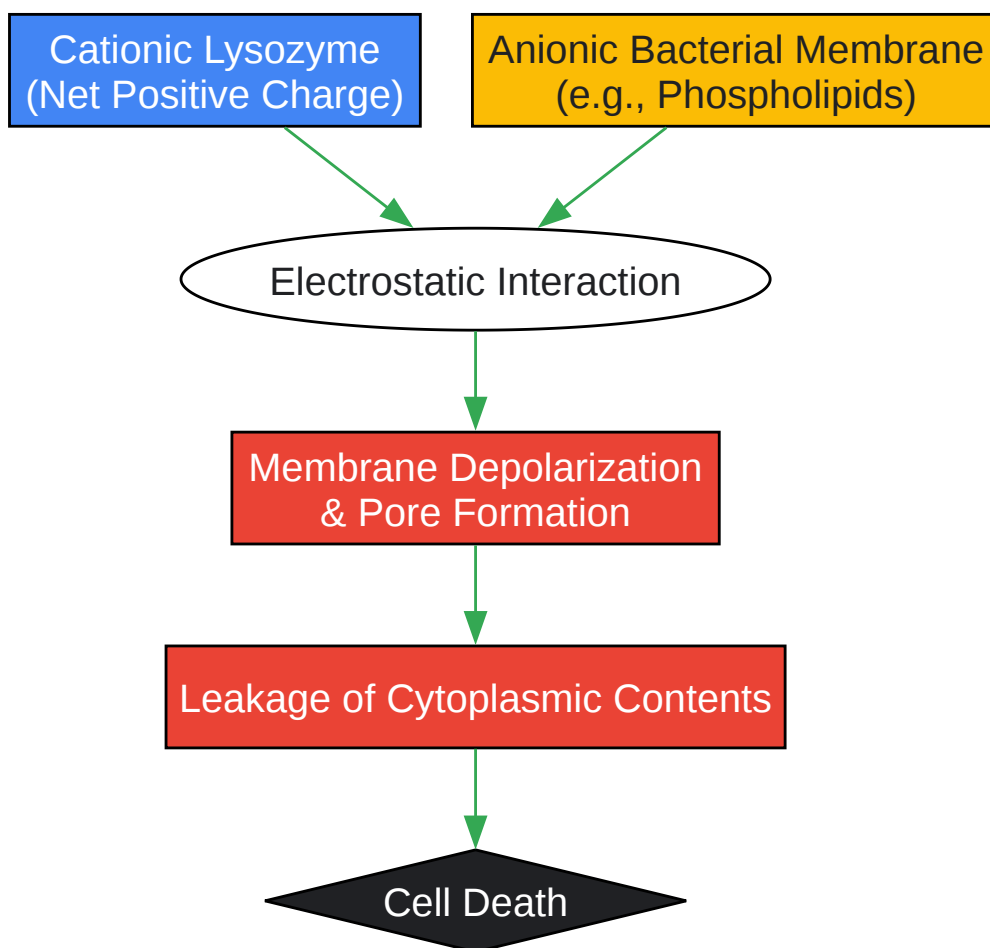 Cationic Lysozyme
(Net Positive Charge)
Anionic Bacterial Membrane
(e.g., Phospholipids)
Electrostatic Interaction
Membrane Depolarization
& Pore Formation
Leakage of Cytoplasmic Contents
Cell Death